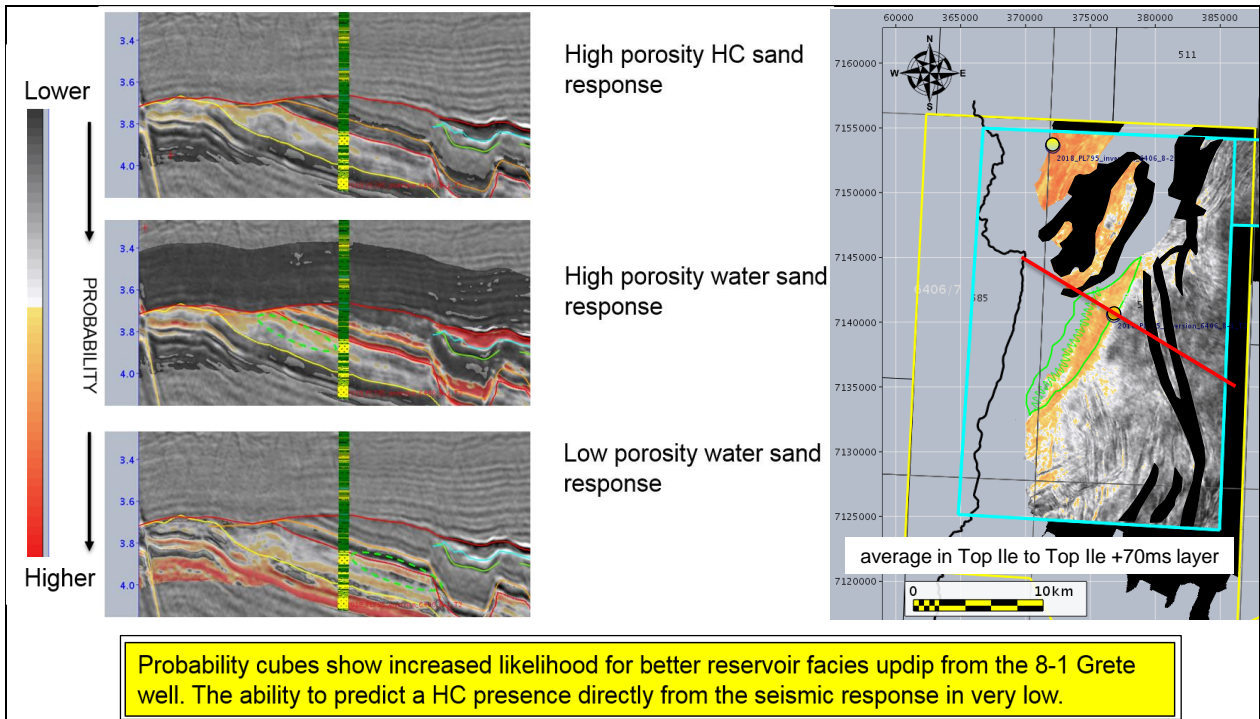 Lower
PROBABILITY
Higher
3.4
3.6
3.8
4.0
High porosity HC sand
response
3.4
3.6
3.8
4.0
High porosity water sand
response
3.4
3.6
3.8
4.0
Low porosity water sand
response
60000 365000 370000 375000 380000 385000
7160000
7155000
7150000
7145000
7140000
7135000
7130000
7125000
7120000
N
W E
S
511
6406/7
585
average in Top Ile to Top Ile +70ms layer
0 10km
Probability cubes show increased likelihood for better reservoir facies updip from the 8-1 Grete
well. The ability to predict a HC presence directly from the seismic response in very low.